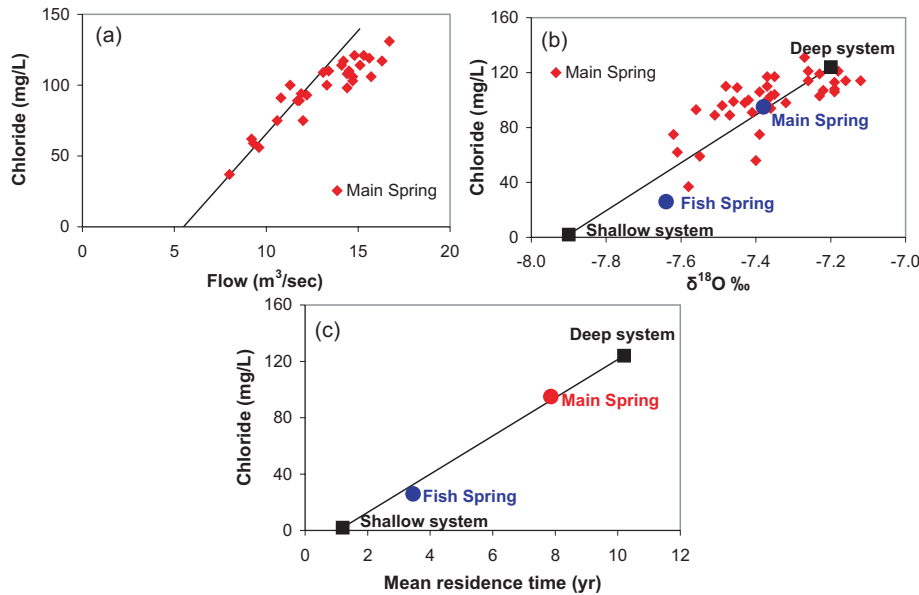 (a)
Chloride (mg/L)
150
100
50
0
Main Spring
0
5
10
15
20
Flow (m³/sec)
(b)
Chloride (mg/L)
160
120
80
40
0
Deep system
Main Spring
Main Spring
Fish Spring
Shallow system
-8.0
-7.8
-7.6
-7.4
-7.2
-7.0
δ¹⁸O ‰
(c)
Chloride (mg/L)
160
120
80
40
0
Deep system
Main Spring
Fish Spring
Shallow system
0
2
4
6
8
10
12
Mean residence time (yr)